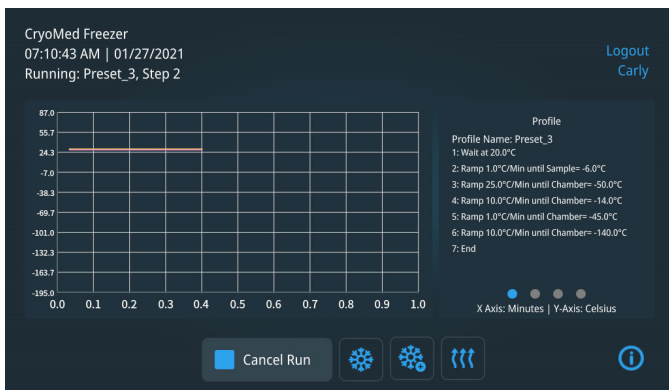 CryoMed Freezer
07:10:43 AM | 01/27/2021
Running: Preset_3, Step 2
Logout
Carly
87.0
55.7
24.3
-7.0
-38.3
-69.7
-101.0
-132.3
-163.7
-195.0
0.0 0.1 0.2 0.3 0.4 0.5 0.6 0.7 0.8 0.9 1.0
Profile
Profile Name: Preset_3
1: Wait at 20.0°C
2: Ramp 1.0°C/Min until Sample= -6.0°C
3: Ramp 25.0°C/Min until Chamber= -50.0°C
4: Ramp 10.0°C/Min until Chamber= -14.0°C
5: Ramp 1.0°C/Min until Chamber= -45.0°C
6: Ramp 10.0°C/Min until Chamber= -140.0°C
7: End
X Axis: Minutes | Y-Axis: Celsius
Cancel Run